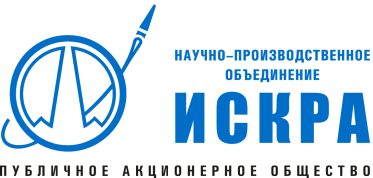 НАУЧНО-ПРОИЗВОДСТВЕННОЕ
ОБЪЕДИНЕНИЕ
ИСКРА
ПУБЛИЧНОЕ АКЦИОНЕРНОЕ ОБЩЕСТВО